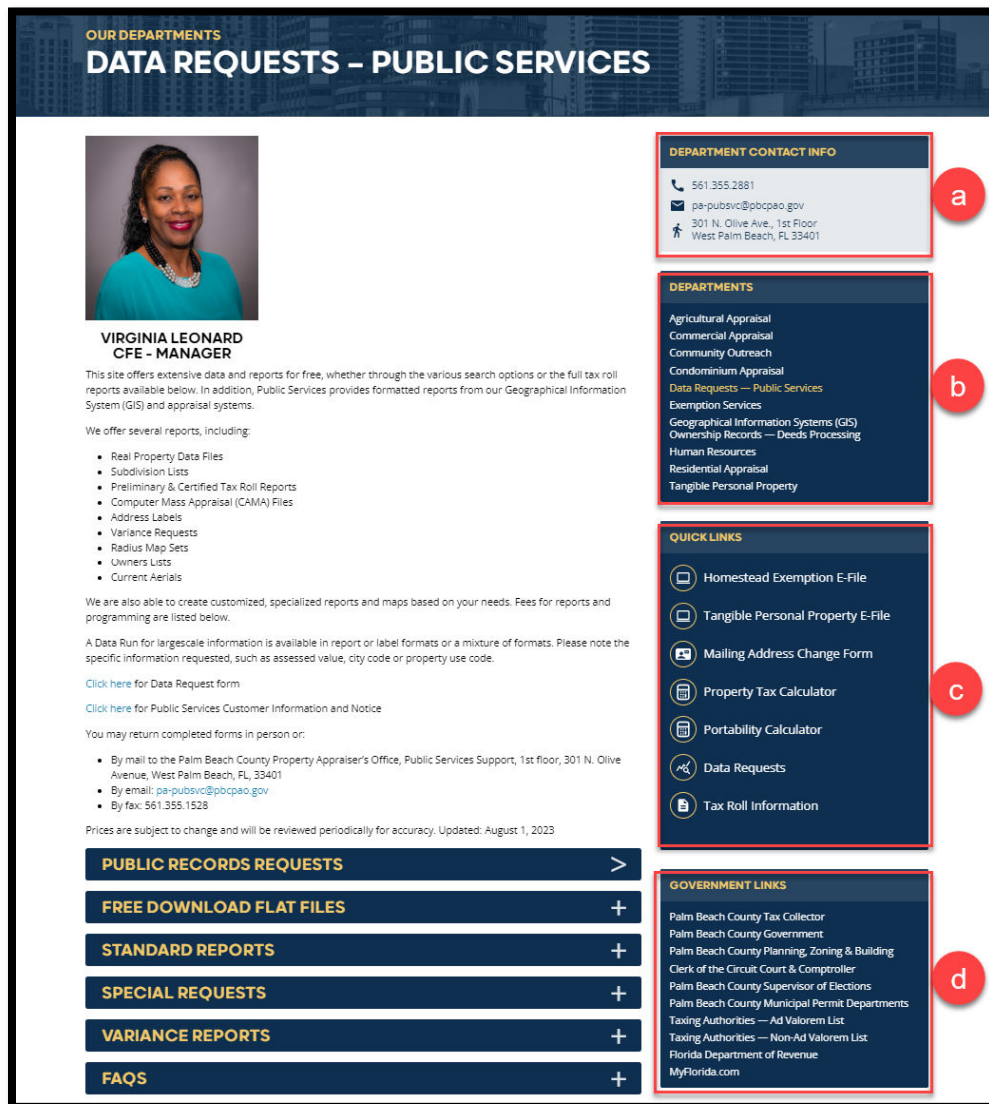 OUR DEPARTMENTS
DATA REQUESTS – PUBLIC SERVICES
VIRGINIA LEONARD
CFE - MANAGER
This site offers extensive data and reports for free, whether through the various search options or the full tax roll
reports available below. In addition, Public Services provides formatted reports from our Geographical Information
System (GIS) and appraisal systems.
We offer several reports, including:
• Real Property Data Files
• Subdivision Lists
• Preliminary & Certified Tax Roll Reports
• Computer Mass Appraisal (CAMA) Files
• Address Labels
• Variance Requests
• Radius Map Sets
• Owners Lists
• Current Aerials
We are also able to create customized, specialized reports and maps based on your needs. Fees for reports and
programming are listed below.
A Data Run for largescale information is available in report or label formats or a mixture of formats. Please note the
specific information requested, such as assessed value, city code or property use code.
Click here for Data Request form
Click here for Public Services Customer Information and Notice
You may return completed forms in person or:
• By mail to the Palm Beach County Property Appraiser's Office, Public Services Support, 1st floor, 301 N. Olive
Avenue, West Palm Beach, FL, 33401
• By email: pa-pubsvc@pbcpao.gov
• By fax: 561.355.1528
Prices are subject to change and will be reviewed periodically for accuracy. Updated: August 1, 2023
PUBLIC RECORDS REQUESTS >
FREE DOWNLOAD FLAT FILES +
STANDARD REPORTS +
SPECIAL REQUESTS +
VARIANCE REPORTS +
FAQS +
DEPARTMENT CONTACT INFO
561.355.2881
pa-pubsvc@pbcpao.gov
301 N. Olive Ave., 1st Floor
West Palm Beach, FL 33401
a
DEPARTMENTS
Agricultural Appraisal
Commercial Appraisal
Community Outreach
Condominium Appraisal
Data Requests — Public Services
Exemption Services
Geographical Information Systems (GIS)
Ownership Records — Deeds Processing
Human Resources
Residential Appraisal
Tangible Personal Property
b
QUICK LINKS
Homestead Exemption E-File
Tangible Personal Property E-File
Mailing Address Change Form
Property Tax Calculator
Portability Calculator
Data Requests
Tax Roll Information
c
GOVERNMENT LINKS
Palm Beach County Tax Collector
Palm Beach County Government
Palm Beach County Planning, Zoning & Building
Clerk of the Circuit Court & Comptroller
Palm Beach County Supervisor of Elections
Palm Beach County Municipal Permit Departments
Taxing Authorities — Ad Valorem List
Taxing Authorities — Non-Ad Valorem List
Florida Department of Revenue
MyFlorida.com
d